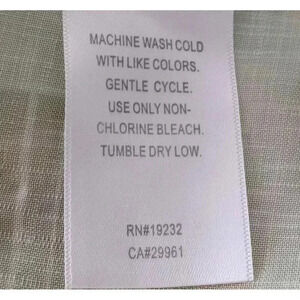 MACHINE WASH COLD
WITH LIKE COLORS.
GENTLE CYCLE.
USE ONLY NON-
CHLORINE BLEACH.
TUMBLE DRY LOW.
RN#19232
CA#29961